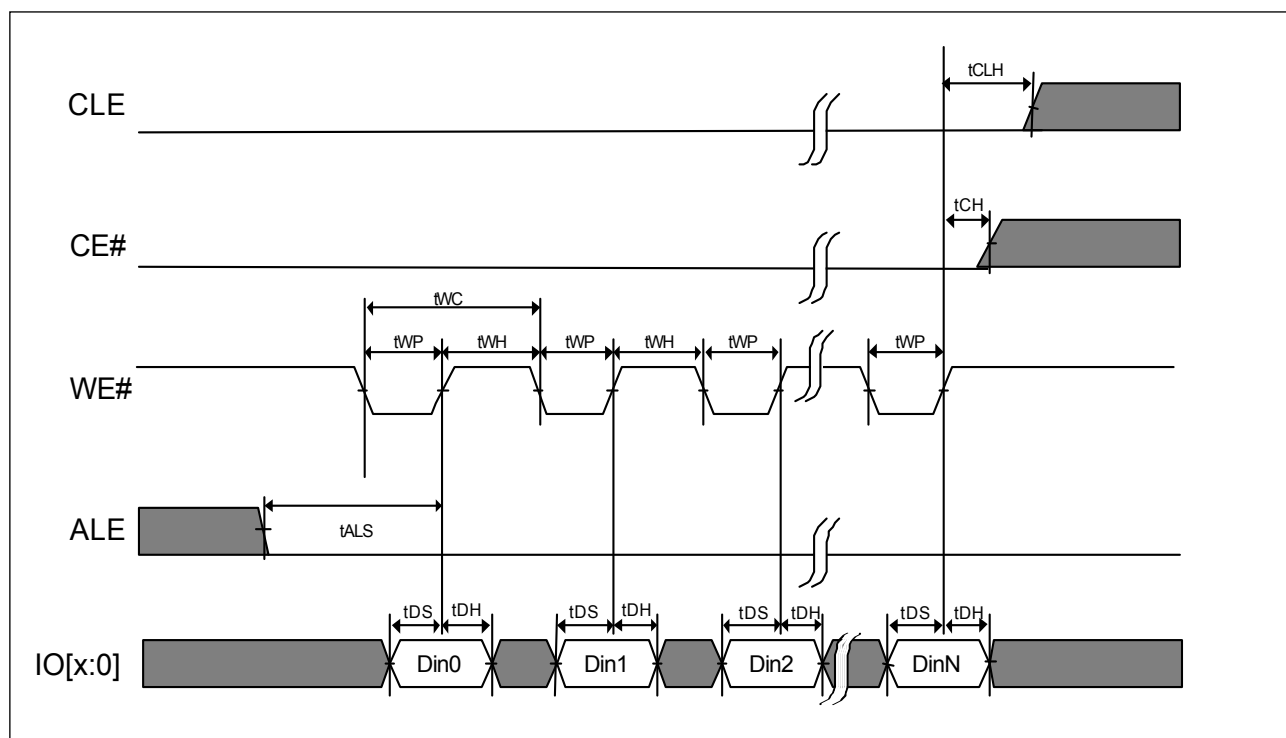 tCLH
CLE
tCH
CE#
tWC
tWP tWH tWP tWH tWP tWP
WE#
ALE
tALS
tDS tDH tDS tDH tDS tDH tDS tDH
IO[x:0] Din0 Din1 Din2 DinN